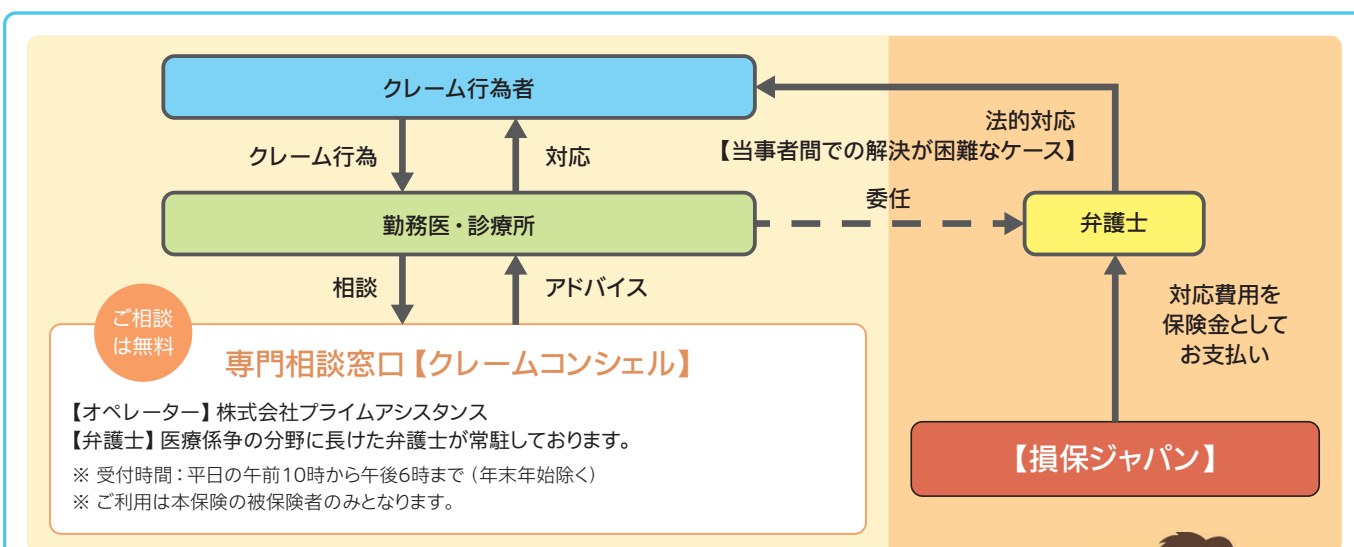 クレーム行為者
法的対応
【当事者間での解決が困難なケース】
クレーム行為
対応
委任
勤務医・診療所
弁護士
相談
アドバイス
対応費用を
保険金として
お支払い
ご相談
は無料
専門相談窓口【クレームコンシェル】
【オペレーター】株式会社プライムアシスタンス
【弁護士】医療係争の分野に長けた弁護士が常駐しております。
※ 受付時間：平日の午前10時から午後6時まで（年末年始除く）
※ ご利用は本保険の被保険者のみとなります。
【損保ジャパン】